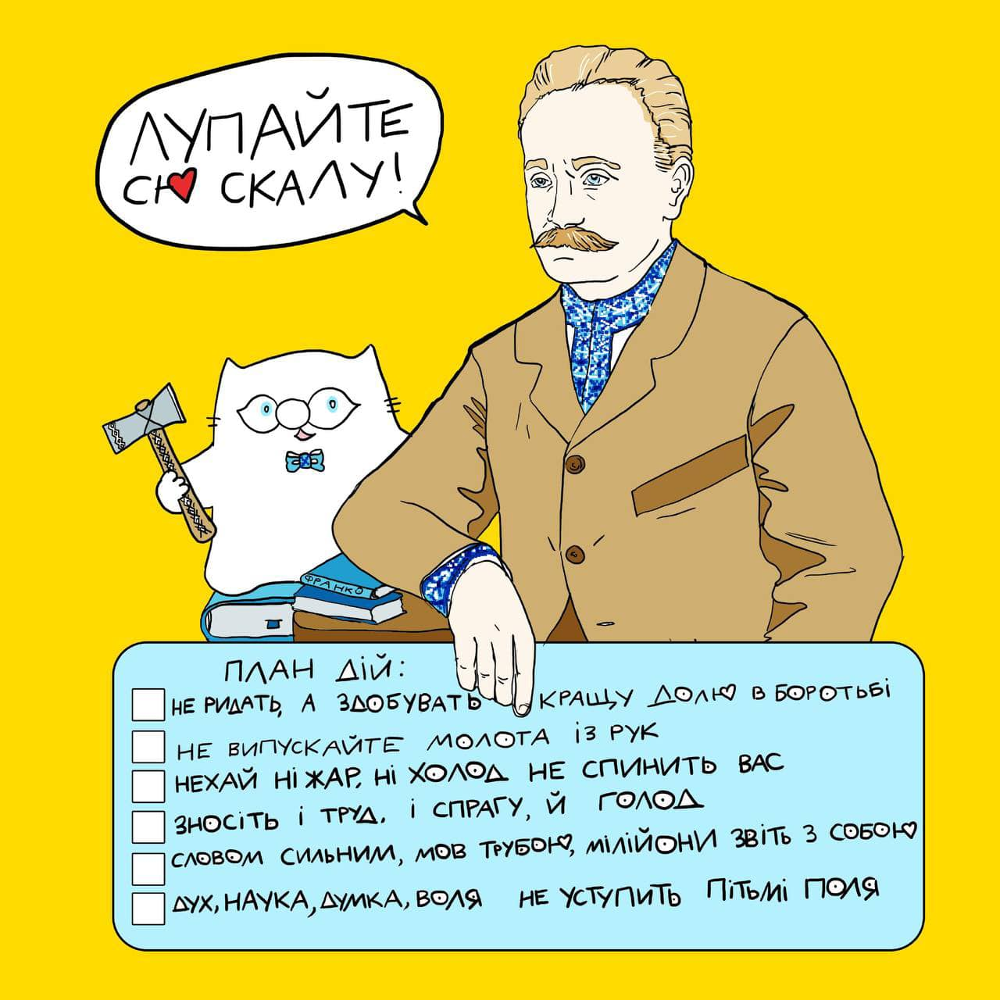 ЛУПАЙТЕ
СЮ СКАЛУ!
ФРАНКО
ПЛАН ДІЙ:
НЕ РИДАТЬ, А ЗДОБУВАТЬ КРАЩУ ДОЛЮ В БОРОТЬБІ
НЕ ВИПУСКАЙТЕ МОЛОТА ІЗ РУК
НЕХАЙ НІ ЖАР, НІ ХОЛОД НЕ СПИНИТЬ ВАС
ЗНОСІТЬ І ТРУД, І СПРАГУ, Й ГОЛОД
СЛОВОМ СИЛЬНИМ, МОВ ТРУБОЮ, МІЛІЙОНИ ЗВІТЬ З СОБОЮ
ДУХ, НАУКА, ДУМКА, ВОЛЯ НЕ УСТУПИТЬ ПІТЬМІ ПОЛЯ